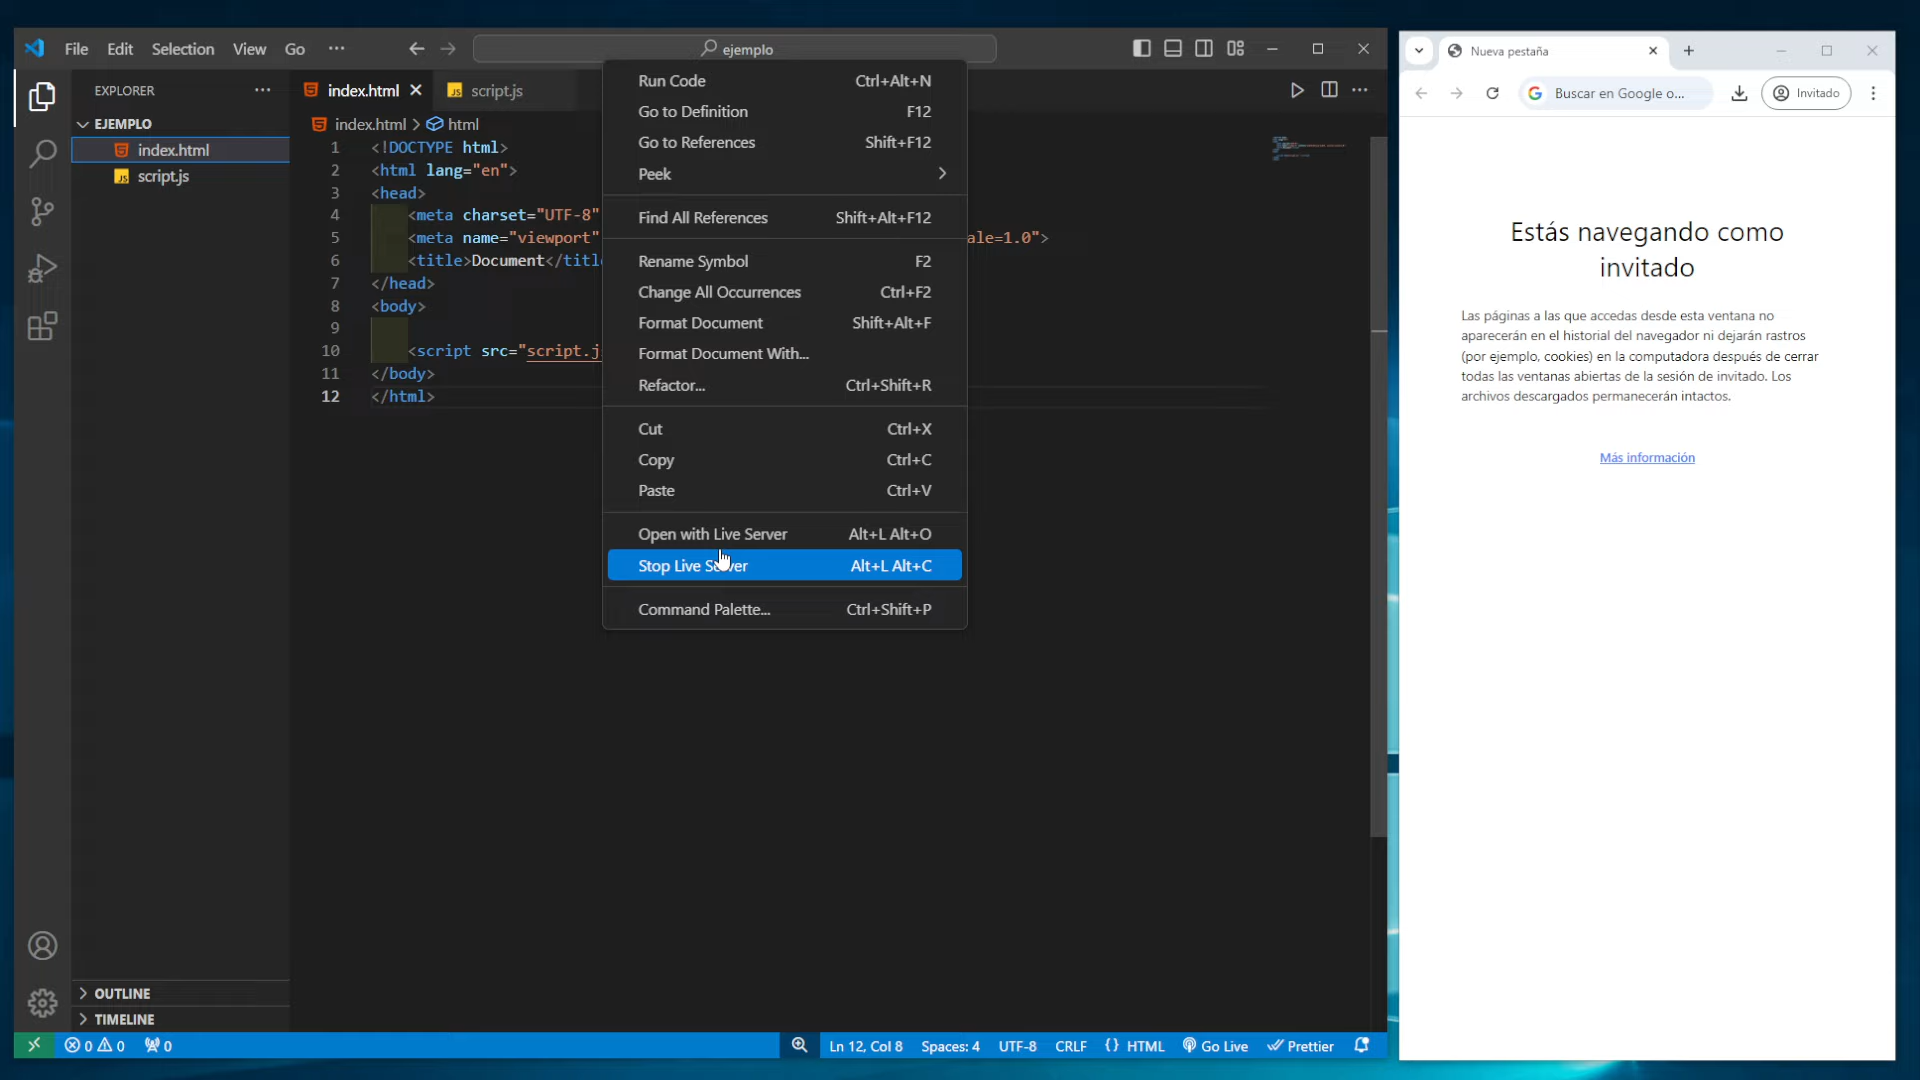 File Edit Selection View Go ···
ejemplo
EXPLORER
EJEMPLO
index.html
script.js
index.html
script.js
index.html > html
1 <!DOCTYPE html>
2 <html lang="en">
3 <head>
4 <meta charset="UTF-8"
5 <meta name="viewport" ale=1.0">
6 <title>Document</title
7 </head>
8 <body>
9
10 <script src="script.j
11 </body>
12 </html>
Run Code Ctrl+Alt+N
Go to Definition F12
Go to References Shift+F12
Peek
Find All References Shift+Alt+F12
Rename Symbol F2
Change All Occurrences Ctrl+F2
Format Document Shift+Alt+F
Format Document With...
Refactor... Ctrl+Shift+R
Cut Ctrl+X
Copy Ctrl+C
Paste Ctrl+V
Open with Live Server Alt+L Alt+O
Stop Live Server Alt+L Alt+C
Command Palette... Ctrl+Shift+P
OUTLINE
TIMELINE
0 0 0
Ln 12, Col 8 Spaces: 4 UTF-8 CRLF {} HTML Go Live Prettier
Nueva pestaña
Buscar en Google o... Invitado
Estás navegando como
invitado
Las páginas a las que accedas desde esta ventana no
aparecerán en el historial del navegador ni dejarán rastros
(por ejemplo, cookies) en la computadora después de cerrar
todas las ventanas abiertas de la sesión de invitado. Los
archivos descargados permanecerán intactos.
Más información